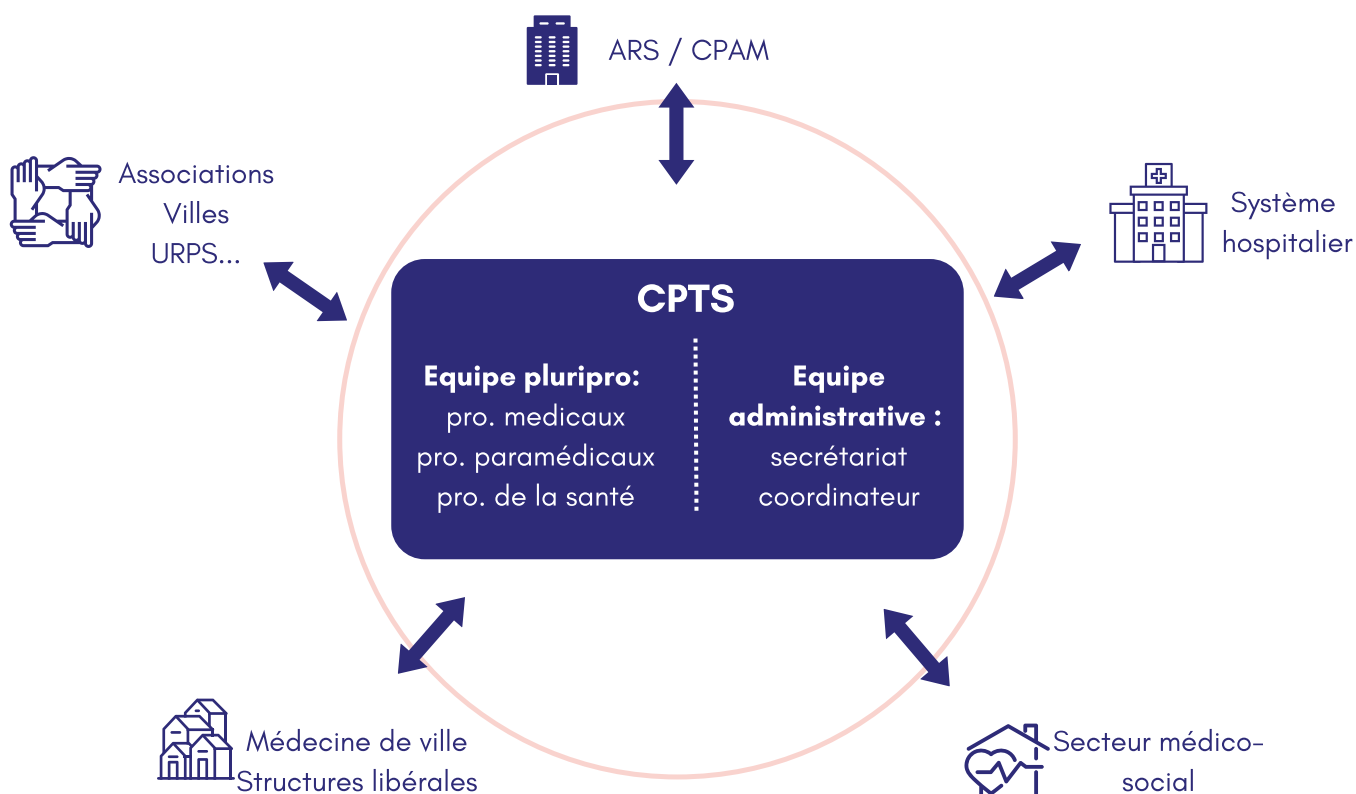 ARS / CPAM
Associations
Villes
URPS...
Système
hospitalier
CPTS
Equipe pluripro:
pro. medicaux
pro. paramédicaux
pro. de la santé
Equipe
administrative :
secrétariat
coordinateur
Médecine de ville
Structures libérales
Secteur médico-
social